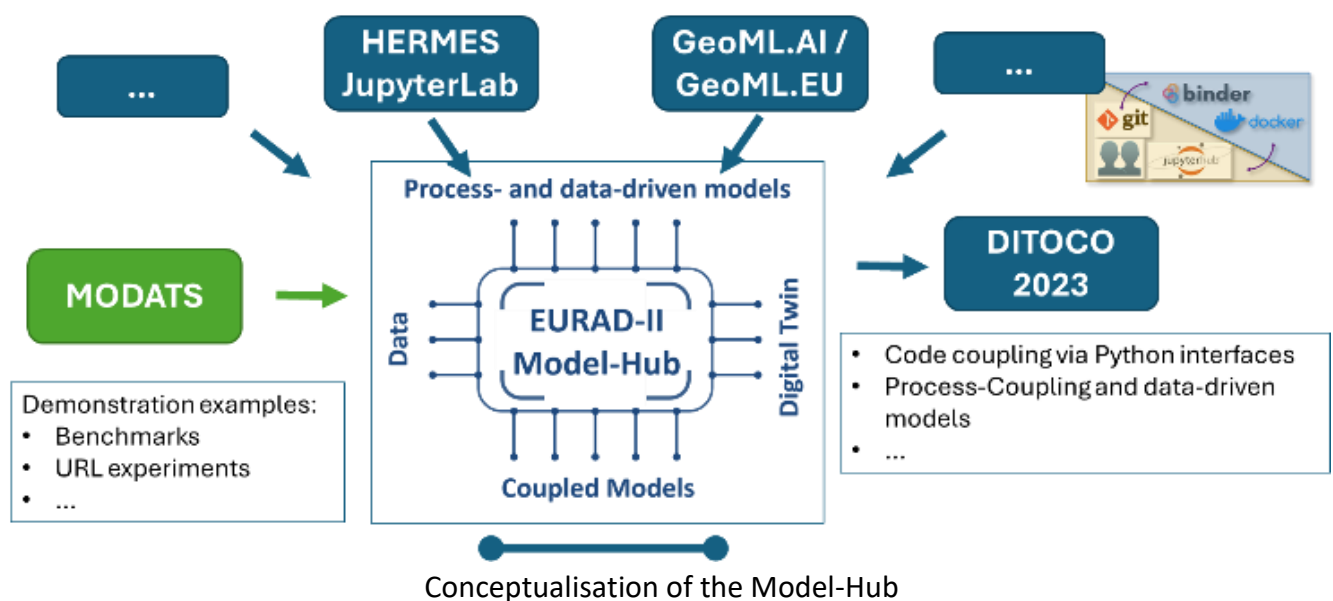 ...
HERMES
JupyterLab
GeoML.AI /
GeoML.EU
...
binder
git
docker
jupyterhub
Process- and data-driven models
MODATS
Data
EURAD-II
Model-Hub
Digital Twin
DITOCO
2023
Coupled Models
Demonstration examples:
• Benchmarks
• URL experiments
• ...
• Code coupling via Python interfaces
• Process-Coupling and data-driven
models
• ...
Conceptualisation of the Model-Hub